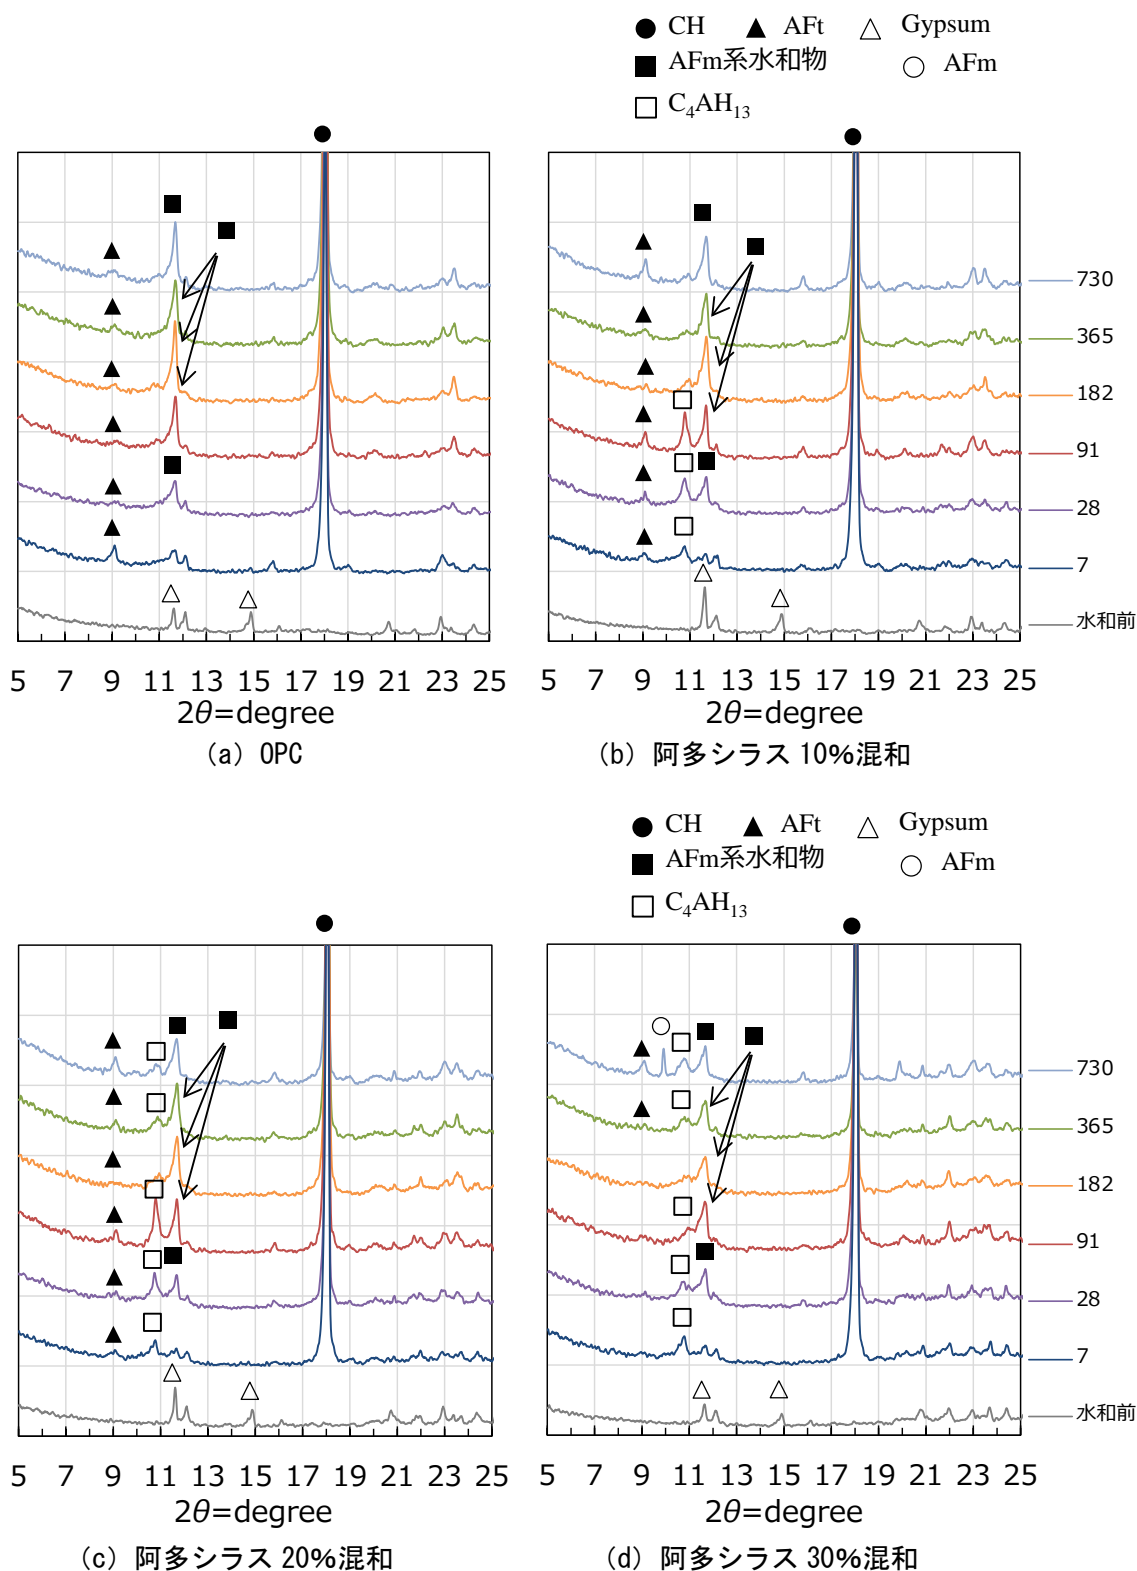 ● CH ▲ AFt △ Gypsum
■ AFm系水和物 ○ AFm
□ C₄AH₁₃
730
365
182
91
28
7
水和前
5 7 9 11 13 15 17 19 21 23 25
2θ=degree
(a) OPC
5 7 9 11 13 15 17 19 21 23 25
2θ=degree
(b) 阿多シラス 10%混和
● CH ▲ AFt △ Gypsum
■ AFm系水和物 ○ AFm
□ C₄AH₁₃
730
365
182
91
28
7
水和前
5 7 9 11 13 15 17 19 21 23 25
2θ=degree
(c) 阿多シラス 20%混和
5 7 9 11 13 15 17 19 21 23 25
2θ=degree
(d) 阿多シラス 30%混和